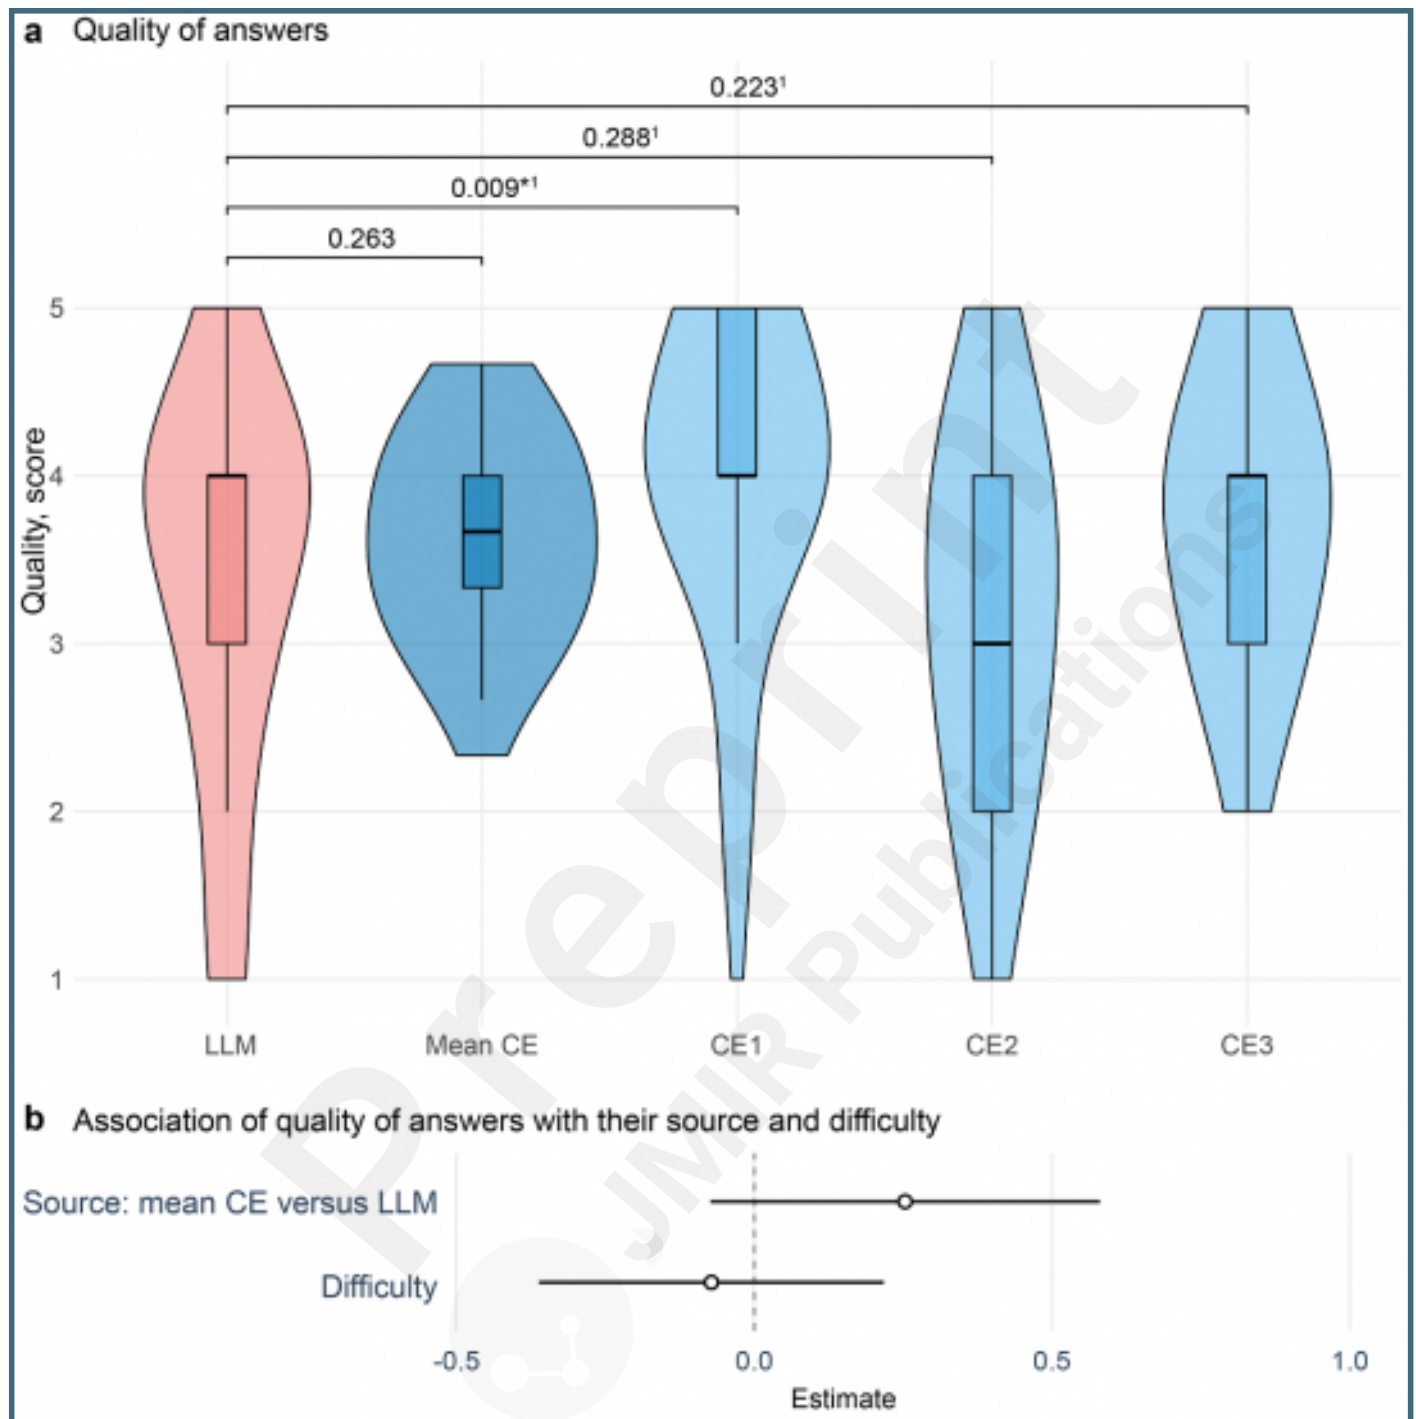 a Quality of answers
0.223¹
0.288¹
0.009*¹
0.263
5
4
3
2
1
Quality, score
LLM Mean CE CE1 CE2 CE3
b Association of quality of answers with their source and difficulty
Source: mean CE versus LLM
Difficulty
-0.5 0.0 0.5 1.0
Estimate
Preprint
JMIR Publications